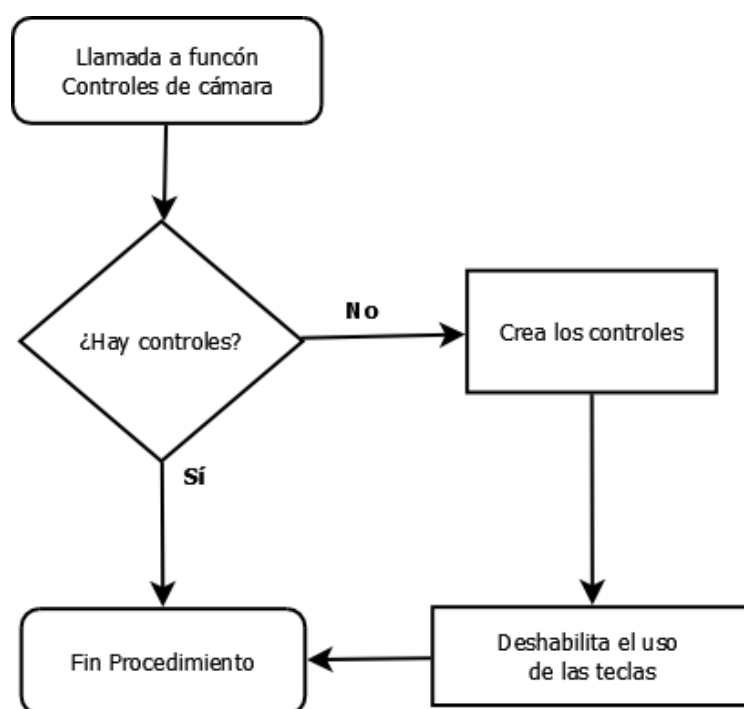 Llamada a funcón
Controles de cámara
¿Hay controles?
No
Crea los controles
Sí
Fin Procedimiento
Deshabilita el uso
de las teclas